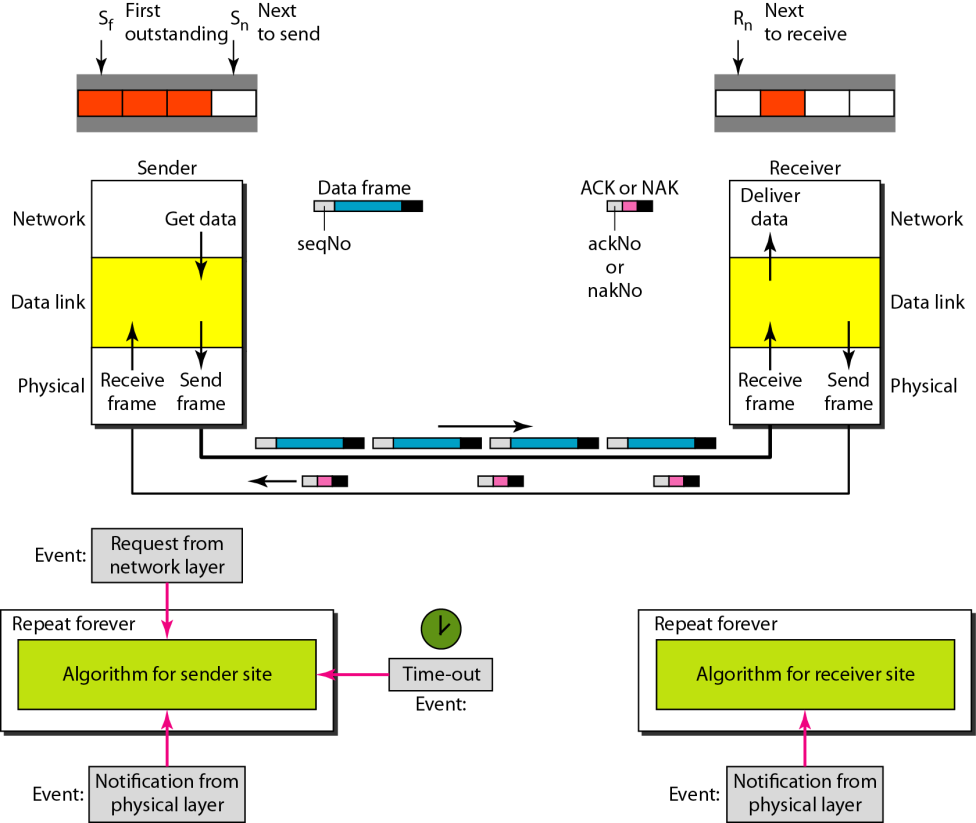 Sf First outstanding
Sn Next to send
Rn Next to receive
Sender
Receiver
Network
Get data
Data frame
seqNo
ACK or NAK
ackNo
or
nakNo
Deliver
data
Network
Data link
Data link
Physical
Receive
frame
Send
frame
Receive
frame
Send
frame
Physical
Event:
Request from
network layer
Repeat forever
Algorithm for sender site
Time-out
Event:
Repeat forever
Algorithm for receiver site
Event:
Notification from
physical layer
Event:
Notification from
physical layer